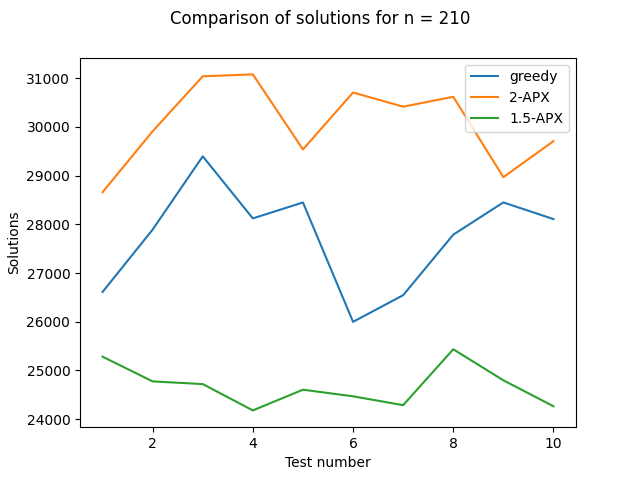 Comparison of solutions for n = 210
greedy
2-APX
1.5-APX
31000
30000
29000
28000
27000
26000
25000
24000
Solutions
2
4
6
8
10
Test number